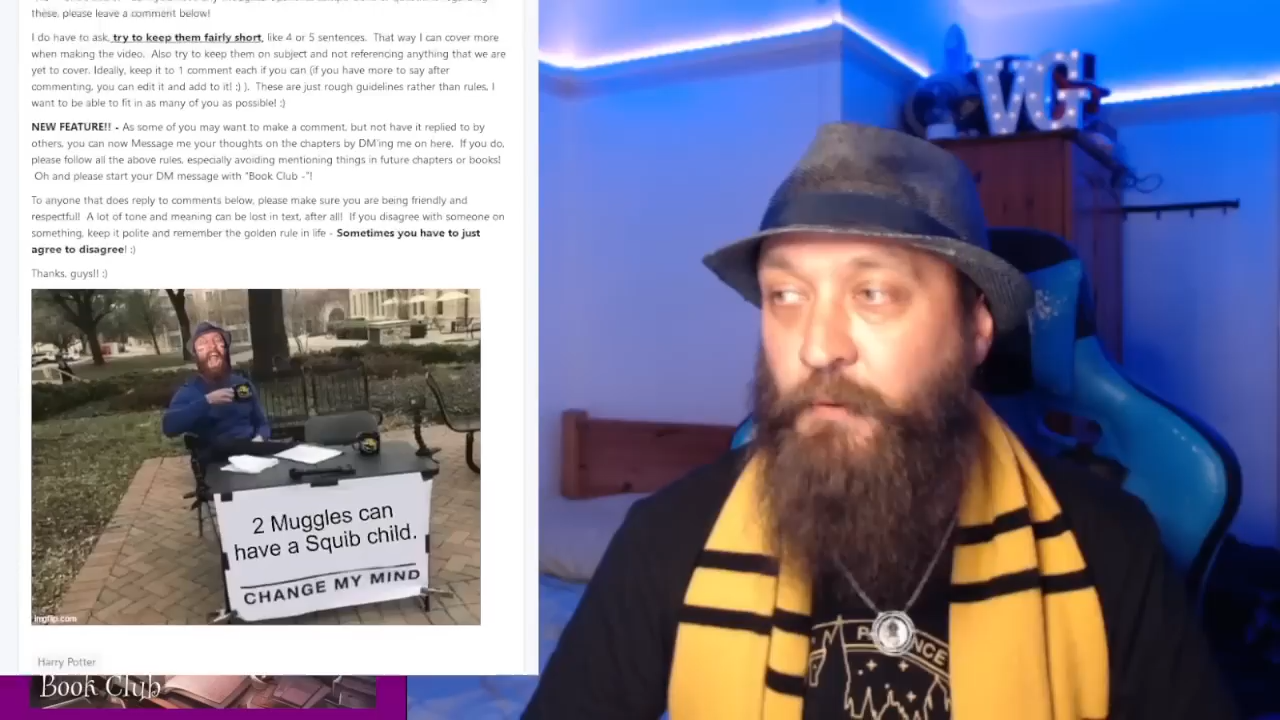 these, please leave a comment below!
I do have to ask, try to keep them fairly short, like 4 or 5 sentences. That way I can cover more
when making the video. Also try to keep them on subject and not referencing anything that we are
yet to cover. Ideally, keep it to 1 comment each if you can (if you have more to say after
commenting, you can edit it and add to it! ;) ). These are just rough guidelines rather than rules, I
want to be able to fit in as many of you as possible! :)
NEW FEATURE!! - As some of you may want to make a comment, but not have it replied to by
others, you can now Message me your thoughts on the chapters by DM'ing me on here. If you do,
please follow all the above rules, especially avoiding mentioning things in future chapters or books!
Oh and please start your DM message with "Book Club -"!
To anyone that does reply to comments below, please make sure you are being friendly and
respectful! A lot of tone and meaning can be lost in text, after all! If you disagree with someone on
something, keep it polite and remember the golden rule in life - Sometimes you have to just
agree to disagree! :)
Thanks, guys!! :)
2 Muggles can
have a Squib child.
CHANGE MY MIND
imgflip.com
Harry Potter
Book Club
VG